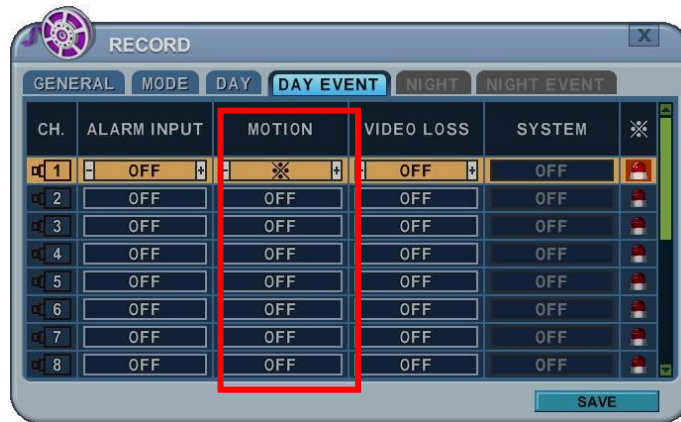 RECORD
X
GENERAL MODE DAY DAY EVENT NIGHT NIGHT EVENT
CH. ALARM INPUT MOTION VIDEO LOSS SYSTEM ※
1 - OFF + - ※ + - OFF + OFF
2 OFF OFF OFF OFF
3 OFF OFF OFF OFF
4 OFF OFF OFF OFF
5 OFF OFF OFF OFF
6 OFF OFF OFF OFF
7 OFF OFF OFF OFF
8 OFF OFF OFF OFF
SAVE